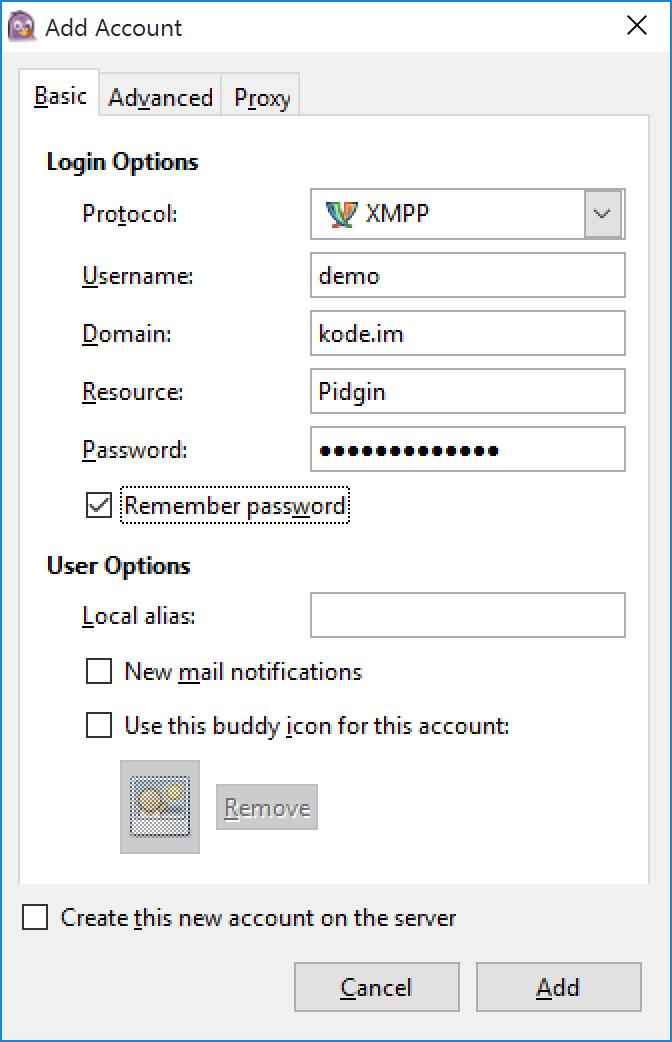 Add Account
Basic Advanced Proxy
Login Options
Protocol: XMPP
Username: demo
Domain: kode.im
Resource: Pidgin
Password: •••••••••••••
Remember password
User Options
Local alias:
New mail notifications
Use this buddy icon for this account:
Remove
Create this new account on the server
Cancel Add